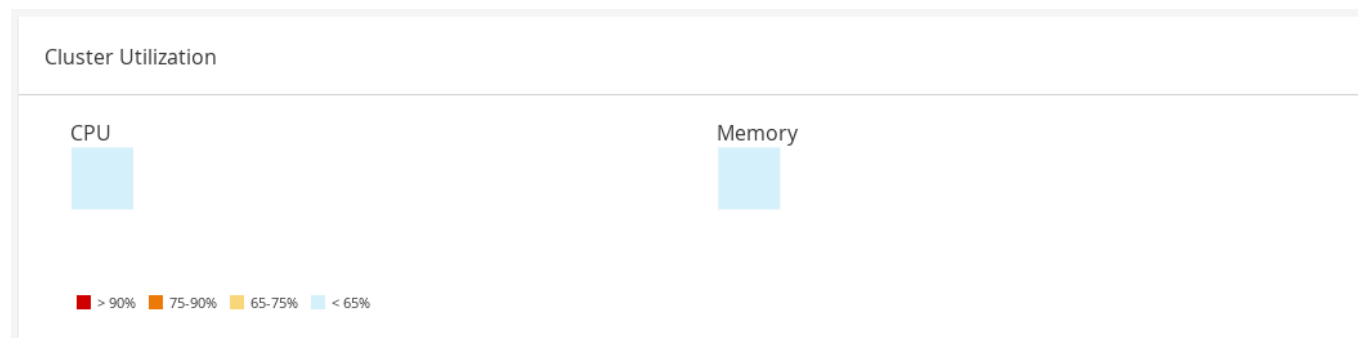 Cluster Utilization
CPU
Memory
> 90%
75-90%
65-75%
< 65%